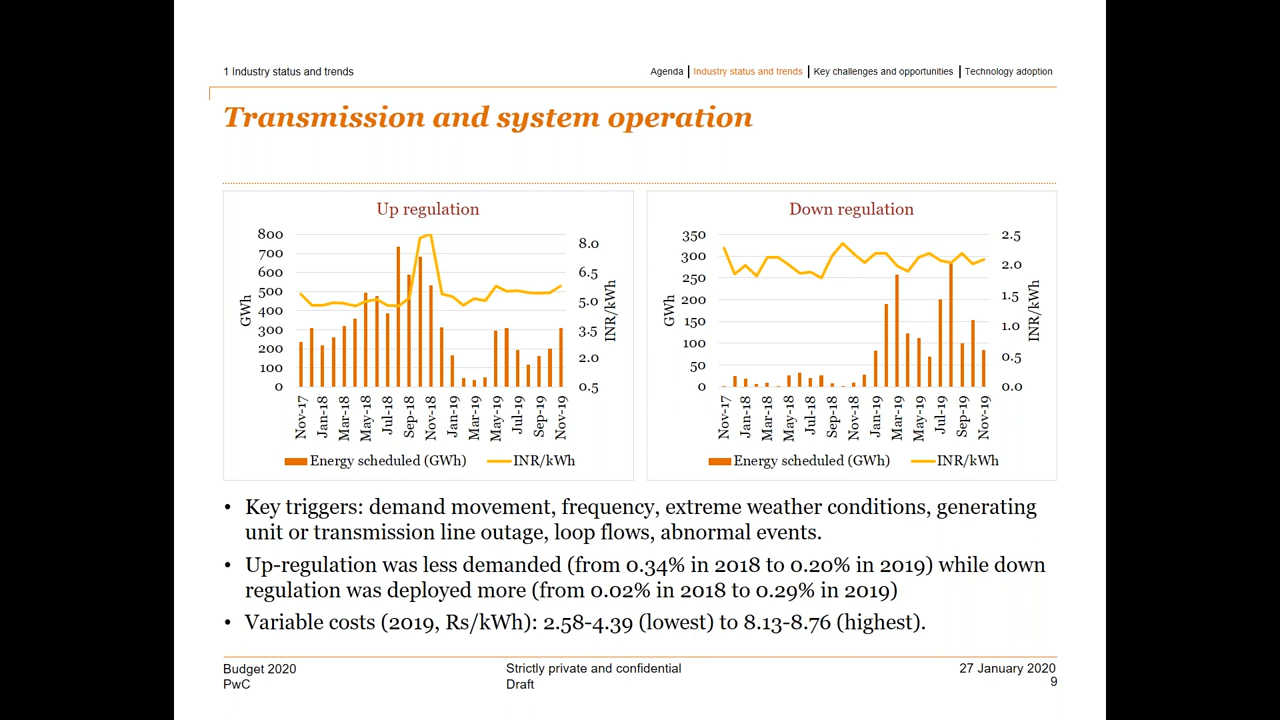 1 Industry status and trends
Agenda | Industry status and trends | Key challenges and opportunities | Technology adoption
Transmission and system operation
Up regulation
800
700
600
500
400
300
200
100
0
GWh
8.0
6.5
5.0
3.5
2.0
0.5
INR/kWh
Nov-17
Jan-18
Mar-18
May-18
Jul-18
Sep-18
Nov-18
Jan-19
Mar-19
May-19
Jul-19
Sep-19
Nov-19
Energy scheduled (GWh)
INR/kWh
Down regulation
350
300
250
200
150
100
50
0
GWh
2.5
2.0
1.5
1.0
0.5
0.0
INR/kWh
Nov-17
Jan-18
Mar-18
May-18
Jul-18
Sep-18
Nov-18
Jan-19
Mar-19
May-19
Jul-19
Sep-19
Nov-19
Energy scheduled (GWh)
INR/kWh
• Key triggers: demand movement, frequency, extreme weather conditions, generating
unit or transmission line outage, loop flows, abnormal events.
• Up-regulation was less demanded (from 0.34% in 2018 to 0.20% in 2019) while down
regulation was deployed more (from 0.02% in 2018 to 0.29% in 2019)
• Variable costs (2019, Rs/kWh): 2.58-4.39 (lowest) to 8.13-8.76 (highest).
Budget 2020
PwC
Strictly private and confidential
Draft
27 January 2020
9